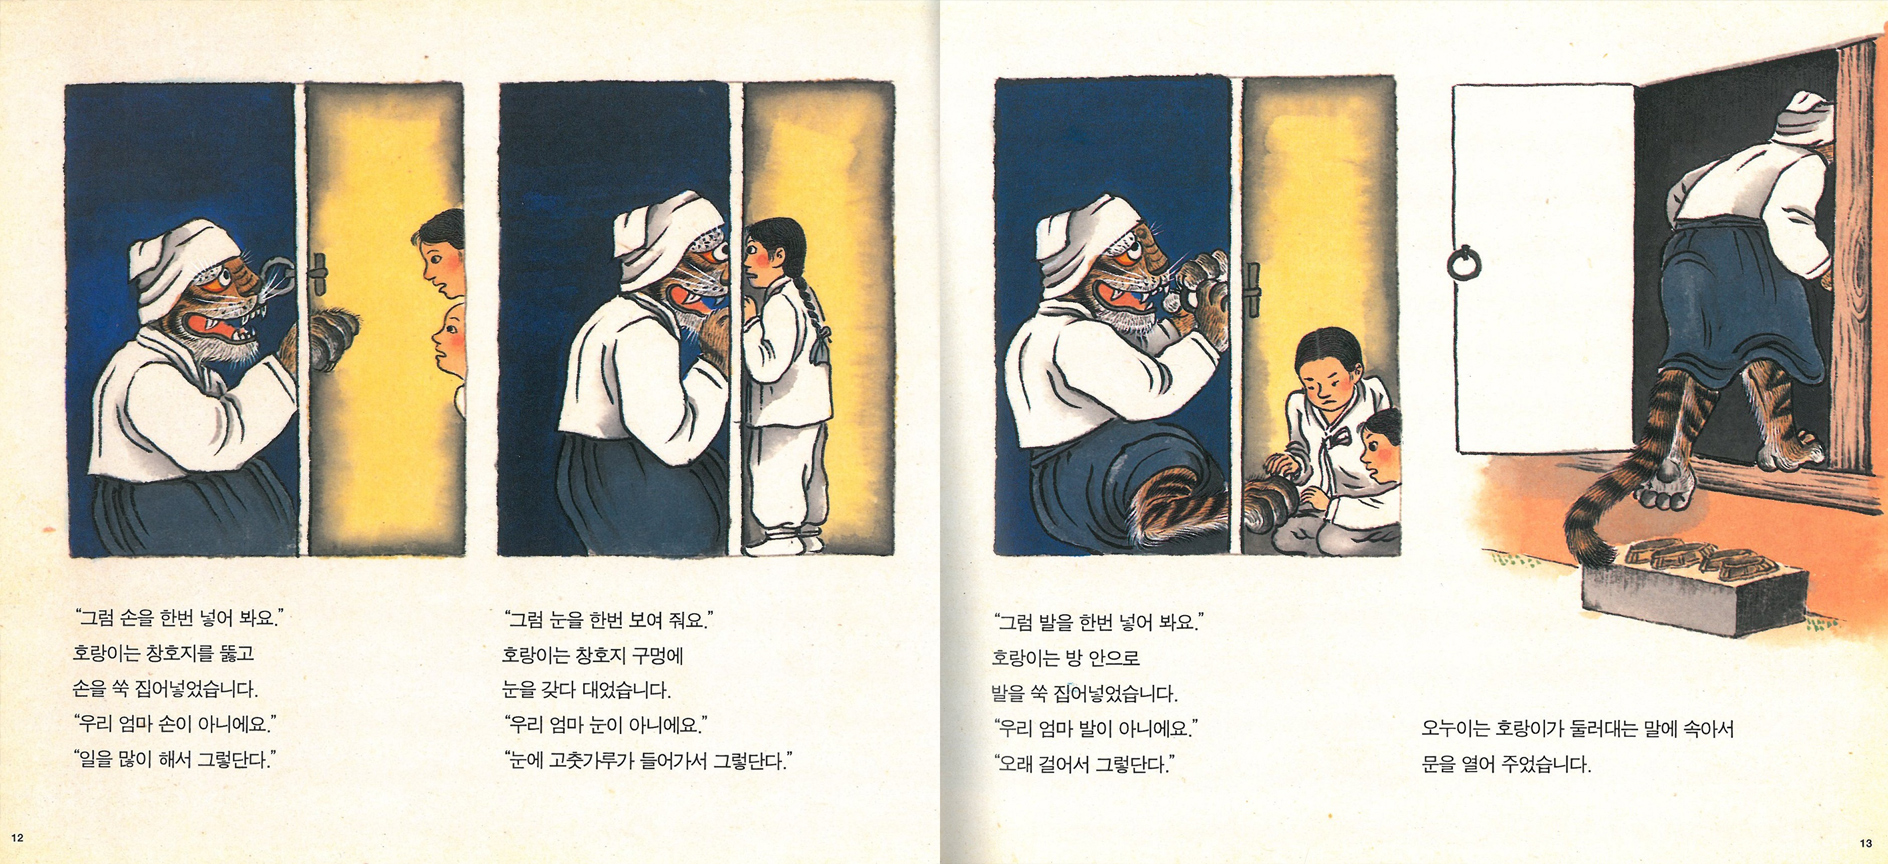 “그럼 손을 한번 넣어 봐요.”
호랑이는 창호지를 뚫고
손을 쑥 집어넣었습니다.
“우리 엄마 손이 아니에요.”
“일을 많이 해서 그렇단다.”
“그럼 눈을 한번 보여 줘요.”
호랑이는 창호지 구멍에
눈을 갖다 대었습니다.
“우리 엄마 눈이 아니에요.”
“눈에 고춧가루가 들어가서 그렇단다.”
12
“그럼 발을 한번 넣어 봐요.”
호랑이는 방 안으로
발을 쑥 집어넣었습니다.
“우리 엄마 발이 아니에요.”
“오래 걸어서 그렇단다.”
오누이는 호랑이가 둘러대는 말에 속아서
문을 열어 주었습니다.
13